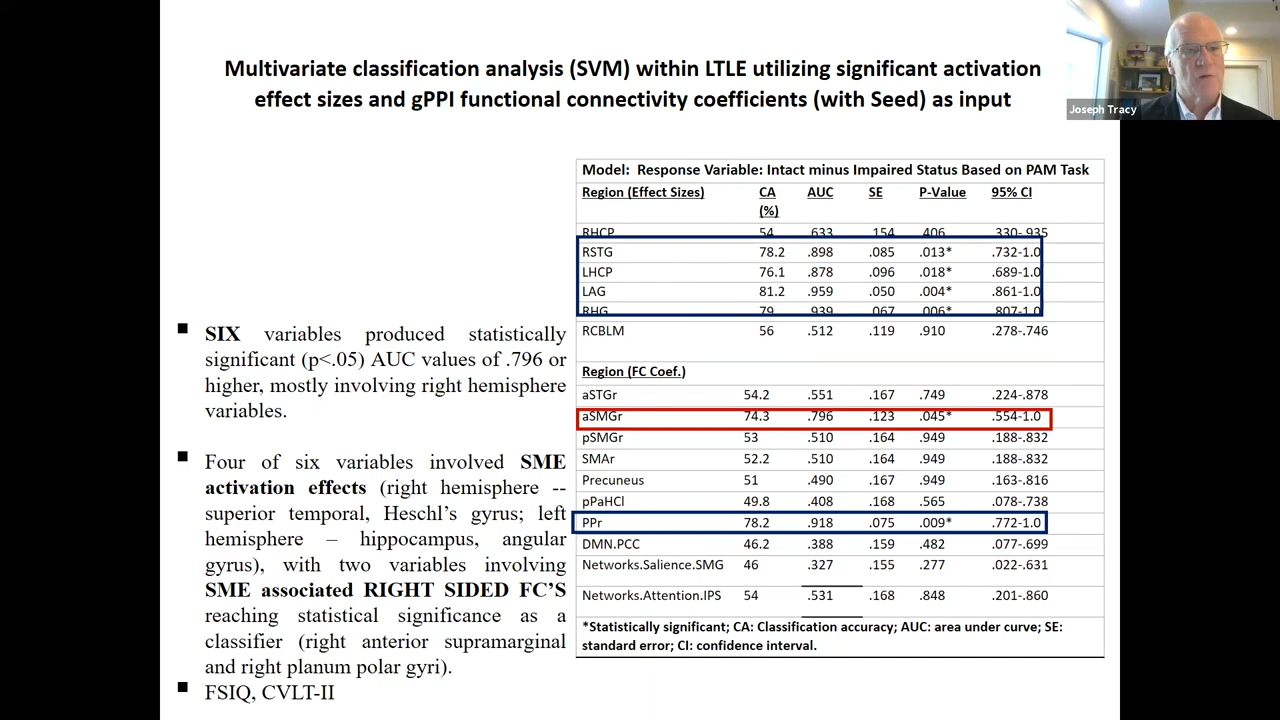 Multivariate classification analysis (SVM) within LTLE utilizing significant activation
effect sizes and gPPI functional connectivity coefficients (with Seed) as input
Joseph Tracy
▪ SIX variables produced statistically
significant (p<.05) AUC values of .796 or
higher, mostly involving right hemisphere
variables.
▪ Four of six variables involved SME
activation effects (right hemisphere --
superior temporal, Heschl's gyrus; left
hemisphere – hippocampus, angular
gyrus), with two variables involving
SME associated RIGHT SIDED FC'S
reaching statistical significance as a
classifier (right anterior supramarginal
and right planum polar gyri).
▪ FSIQ, CVLT-II
Model: Response Variable: Intact minus Impaired Status Based on PAM Task
Region (Effect Sizes) CA AUC SE P-Value 95% CI
(%)
RHCP 54 .633 .154 .406 .330-.935
RSTG 78.2 .898 .085 .013* .732-1.0
LHCP 76.1 .878 .096 .018* .689-1.0
LAG 81.2 .959 .050 .004* .861-1.0
RHG 79 .939 .067 .006* .807-1.0
RCBLM 56 .512 .119 .910 .278-.746
Region (FC Coef.)
aSTGr 54.2 .551 .167 .749 .224-.878
aSMGr 74.3 .796 .123 .045* .554-1.0
pSMGr 53 .510 .164 .949 .188-.832
SMAr 52.2 .510 .164 .949 .188-.832
Precuneus 51 .490 .167 .949 .163-.816
pPaHCl 49.8 .408 .168 .565 .078-.738
PPr 78.2 .918 .075 .009* .772-1.0
DMN.PCC 46.2 .388 .159 .482 .077-.699
Networks.Salience.SMG 46 .327 .155 .277 .022-.631
Networks.Attention.IPS 54 .531 .168 .848 .201-.860
*Statistically significant; CA: Classification accuracy; AUC: area under curve; SE:
standard error; CI: confidence interval.